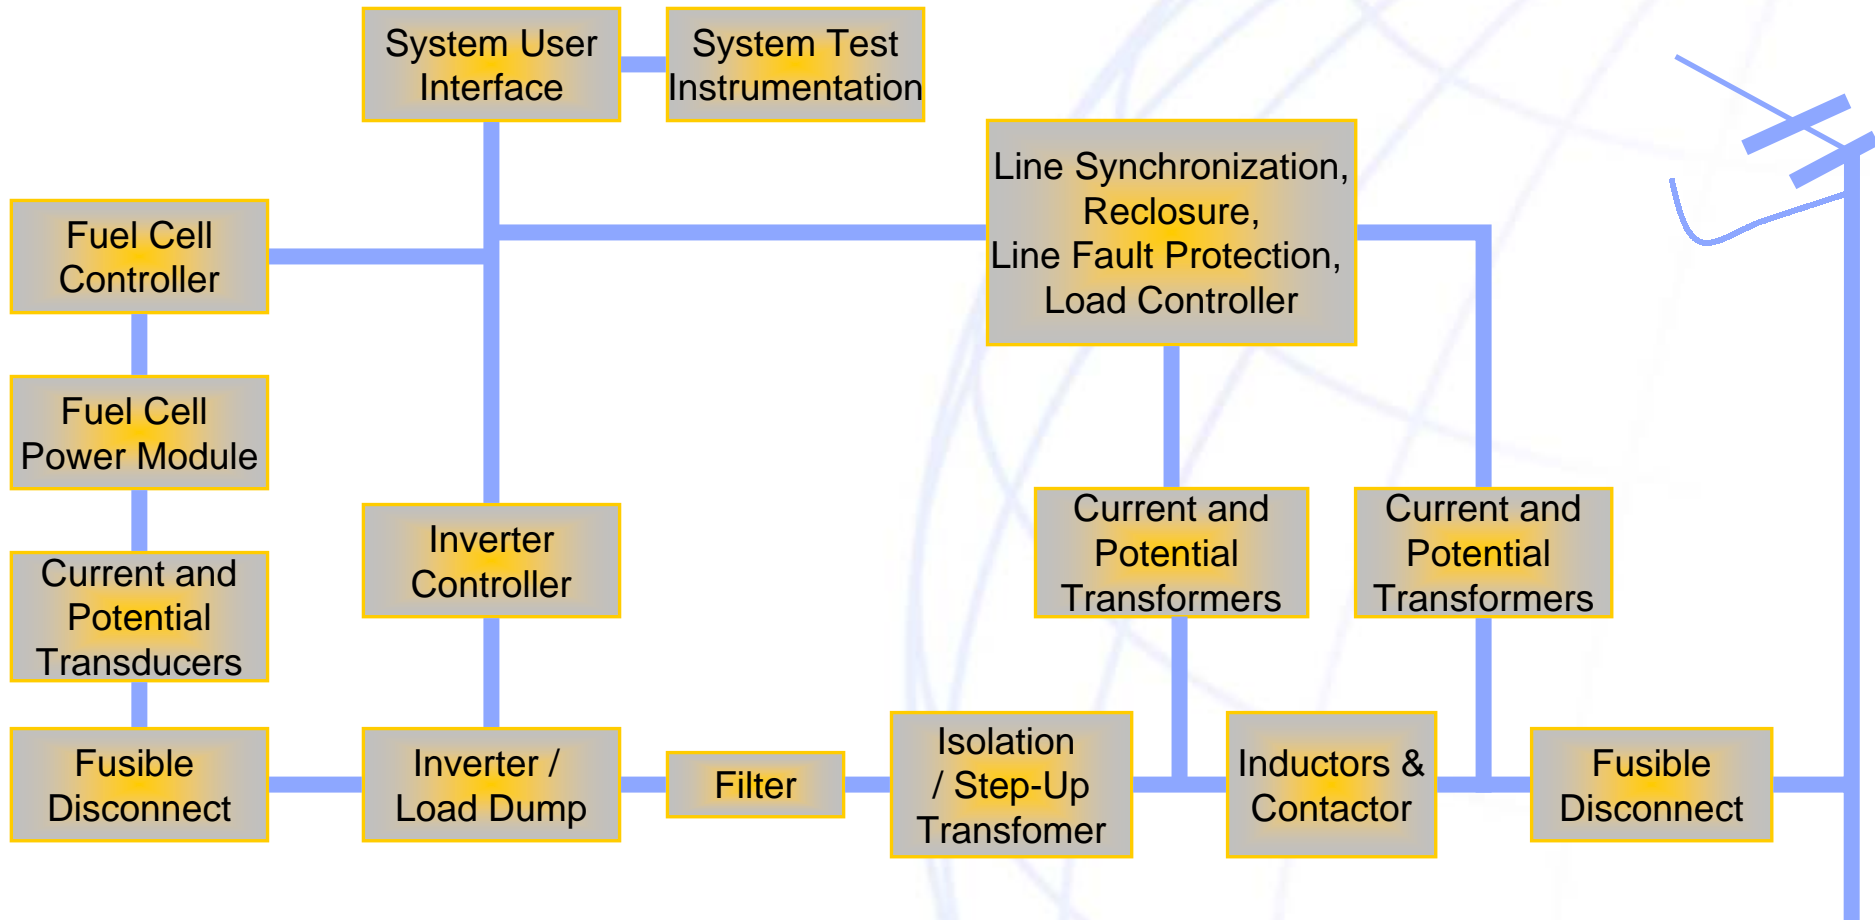 System User
Interface
System Test
Instrumentation
Line Synchronization,
Reclosure,
Line Fault Protection,
Load Controller
Fuel Cell
Controller
Fuel Cell
Power Module
Current and
Potential
Transducers
Inverter
Controller
Current and
Potential
Transformers
Current and
Potential
Transformers
Fusible
Disconnect
Inverter /
Load Dump
Filter
Isolation
/ Step-Up
Transfomer
Inductors &
Contactor
Fusible
Disconnect